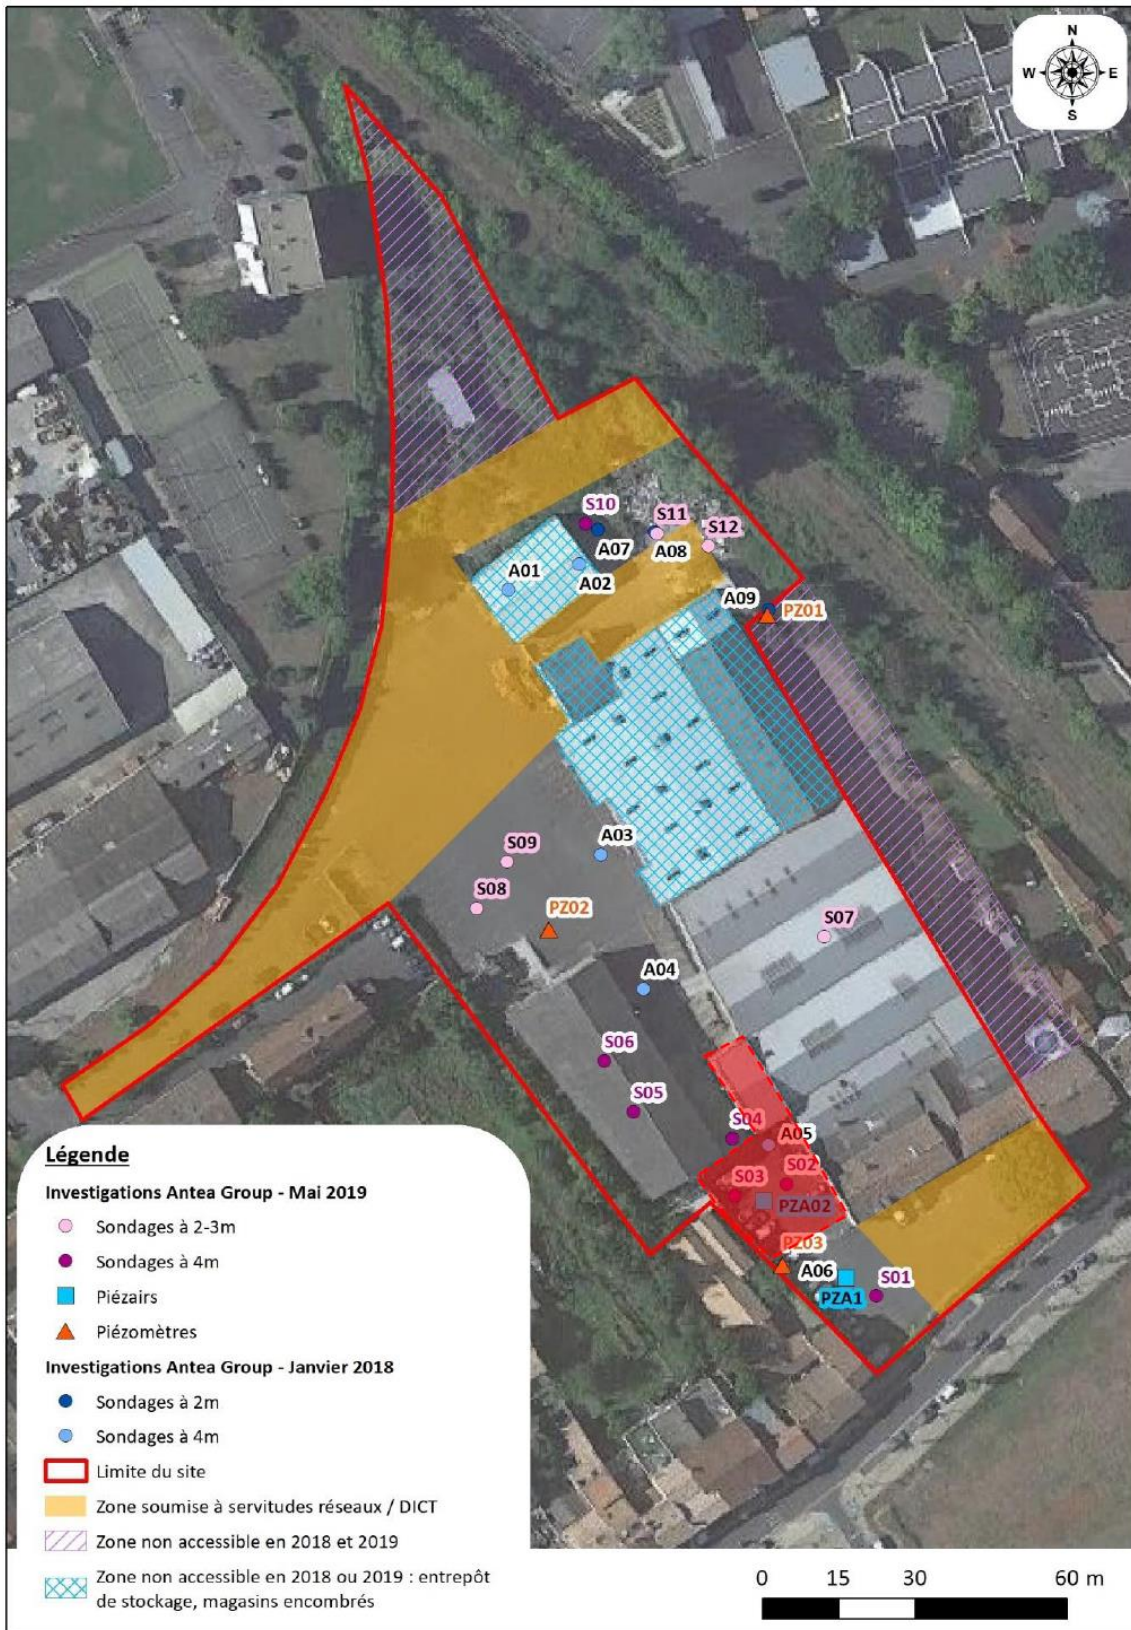 N
W E
S
S10
S11
S12
A07
A08
A01
A02
A09
PZ01
A03
S09
S08
PZ02
S07
A04
S06
S05
S04
A05
S02
S03
PZA02
PZ03
A06
S01
PZA1
Légende
Investigations Antea Group - Mai 2019
Sondages à 2-3m
Sondages à 4m
Piézairs
Piézomètres
Investigations Antea Group - Janvier 2018
Sondages à 2m
Sondages à 4m
Limite du site
Zone soumise à servitudes réseaux / DICT
Zone non accessible en 2018 et 2019
Zone non accessible en 2018 ou 2019 : entrepôt
de stockage, magasins encombrés
0 15 30 60 m